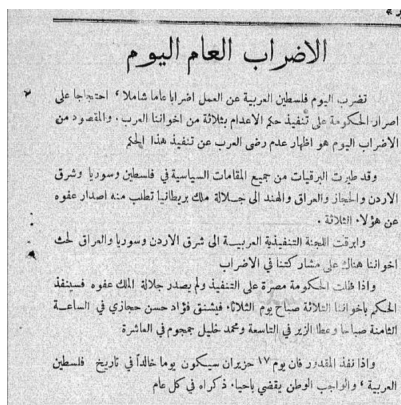 الاضراب العام اليوم
تضرب اليوم فلسطين العربية عن العمل اضرابا عاما شاملا ، احتجاجا على
اصرار الحكومة على تنفيذ حكم الاعدام بثلاثة من اخواننا العرب . والمقصود من
الاضراب اليوم هو اظهار عدم رضى العرب عن تنفيذ هذا الحكم
وقد طيرت البرقيات من جميع المقامات السياسية في فلسطين وسوريا وشرق
الاردن والحجاز والعراق والهند الى جلالة ملك بريطانيا تطلب منه اصدار عفوه
عن هؤلاء الثلاثة .
وابرقت اللجنة التنفيذية العربية الى شرق الاردن وسوريا والعراق لحث
اخواننا هناك على مشاركتنا في الاضراب
واذا ظلت الحكومة مصرة على التنفيذ ولم يصدر جلالة الملك عفوه فسينفذ
الحكم باخواننا الثلاثة صباح يوم الثلاثاء . فيشنق فؤاد حسن حجازي في الساعة
الثامنة صباحا وعطا الزير في التاسعة ومحمد خليل جمجوم في العاشرة
واذا نفذ المقدور فان يوم ١٧ حزيران سيكون يوما خالداً في تاريخ فلسطين
العربية ، والواجب الوطني يقضي باحياء ذكراه في كل عام